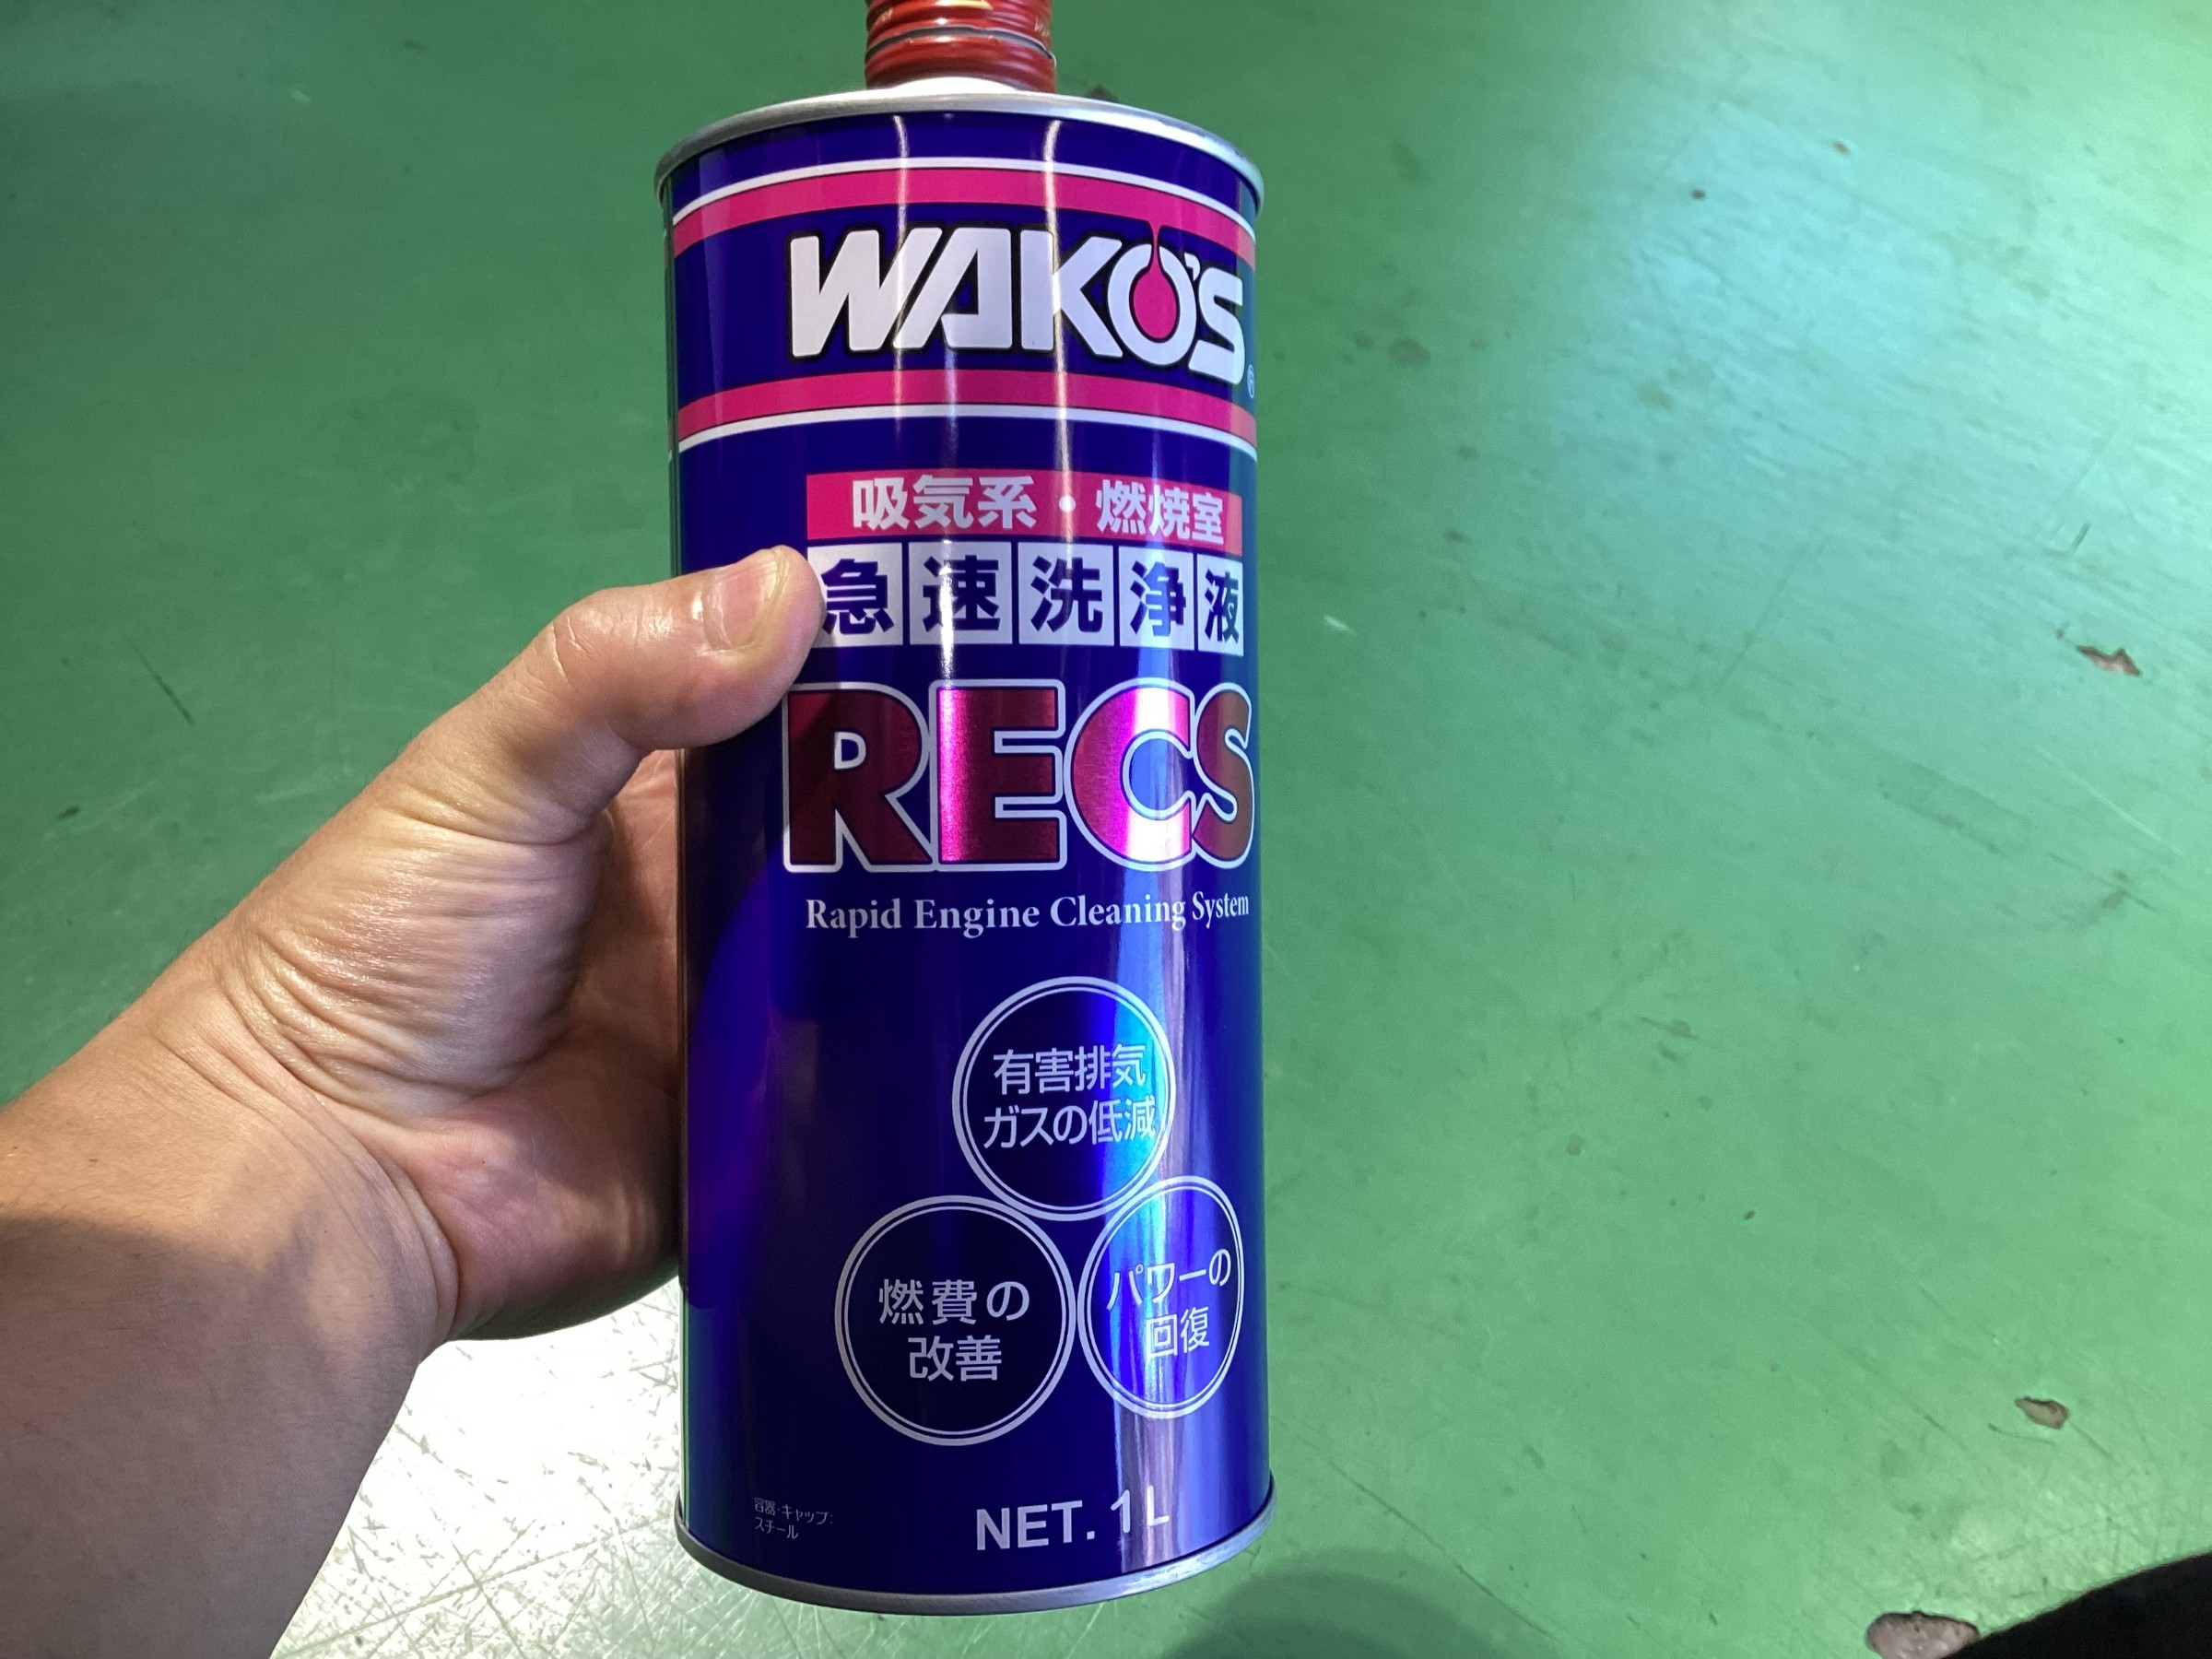 WAKO'S
®
吸気系・燃焼室
急速洗浄液
RECS
Rapid Engine Cleaning System
有害排気
ガスの低減
燃費の
改善
パワーの
回復
容器・キャップ:
スチール
NET. 1L